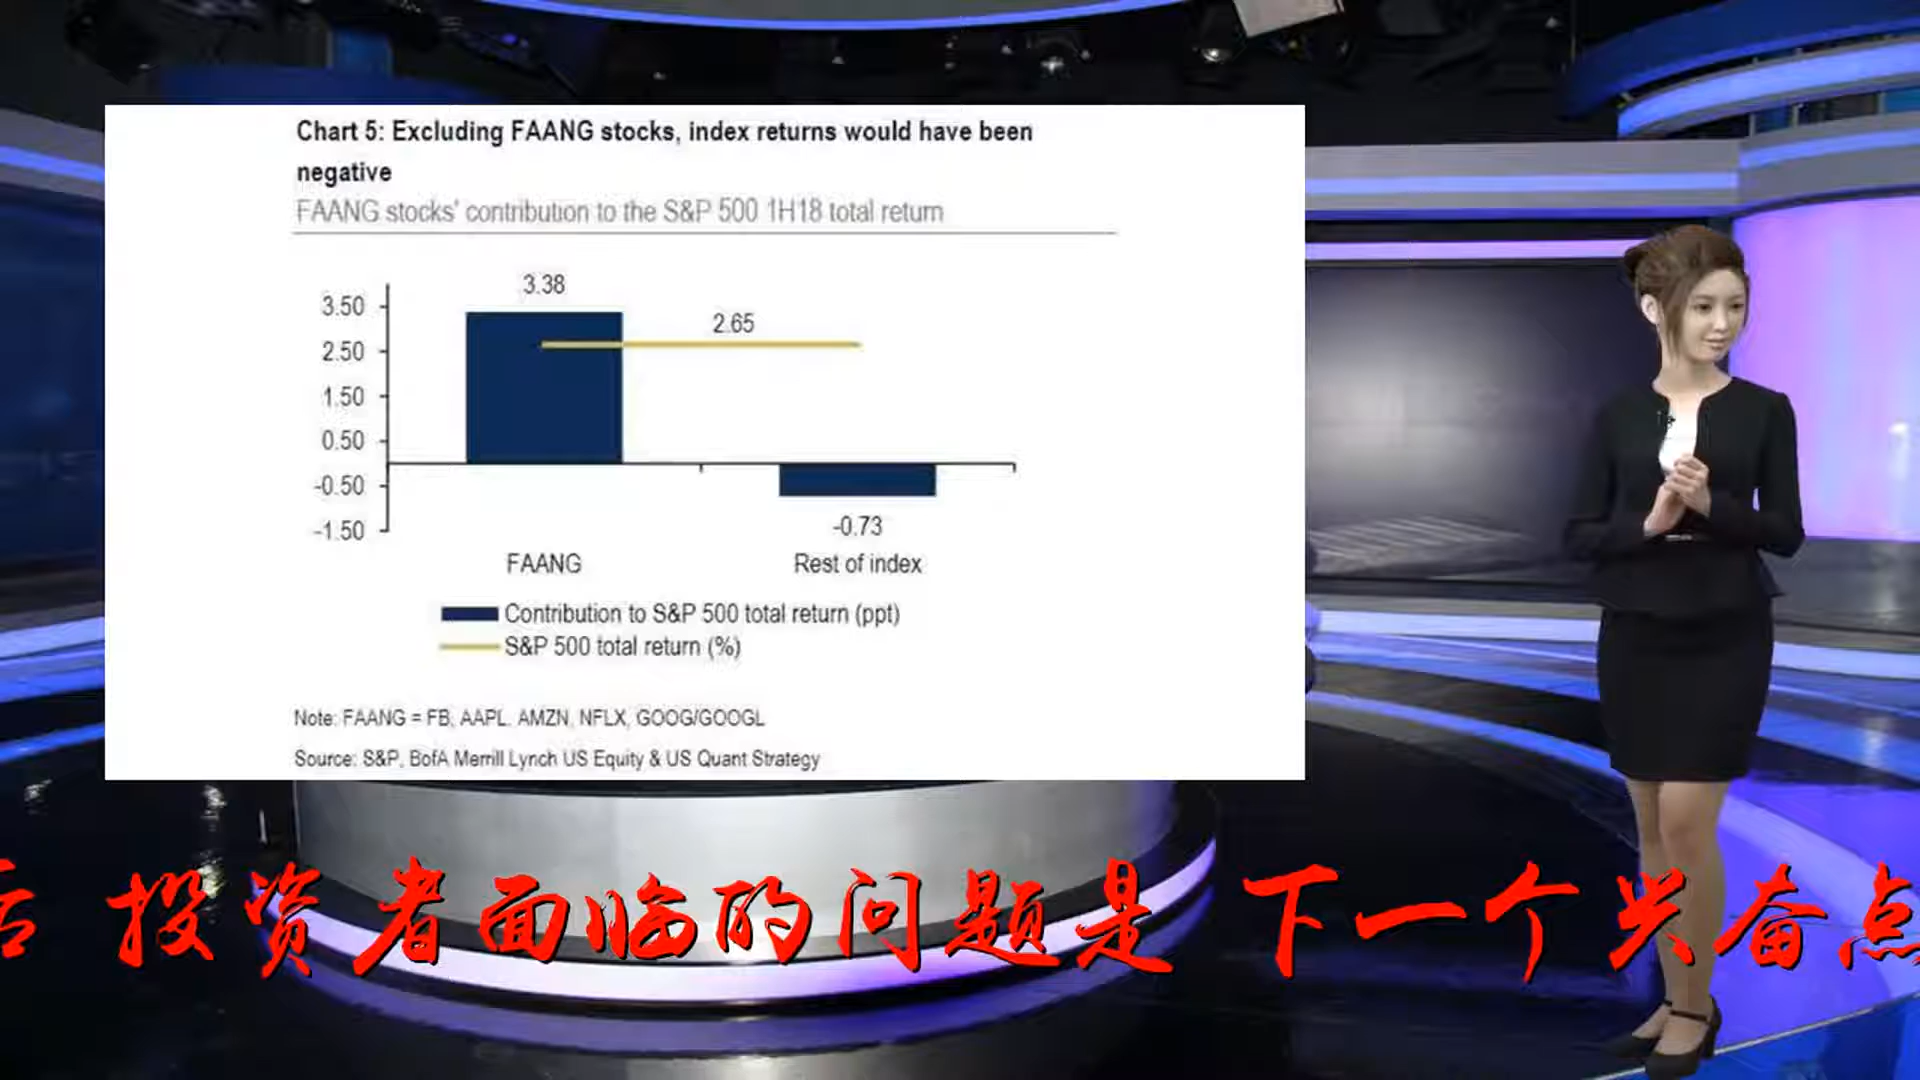 Chart 5: Excluding FAANG stocks, index returns would have been
negative
FAANG stocks' contribution to the S&P 500 1H18 total return
3.38
3.50
2.65
2.50
1.50
0.50
-0.50
-1.50
-0.73
FAANG
Rest of index
Contribution to S&P 500 total return (ppt)
S&P 500 total return (%)
Note: FAANG = FB, AAPL, AMZN, NFLX, GOOG/GOOGL
Source: S&P, BofA Merrill Lynch US Equity & US Quant Strategy
后 投资者面临的问题是 下一个兴奋点